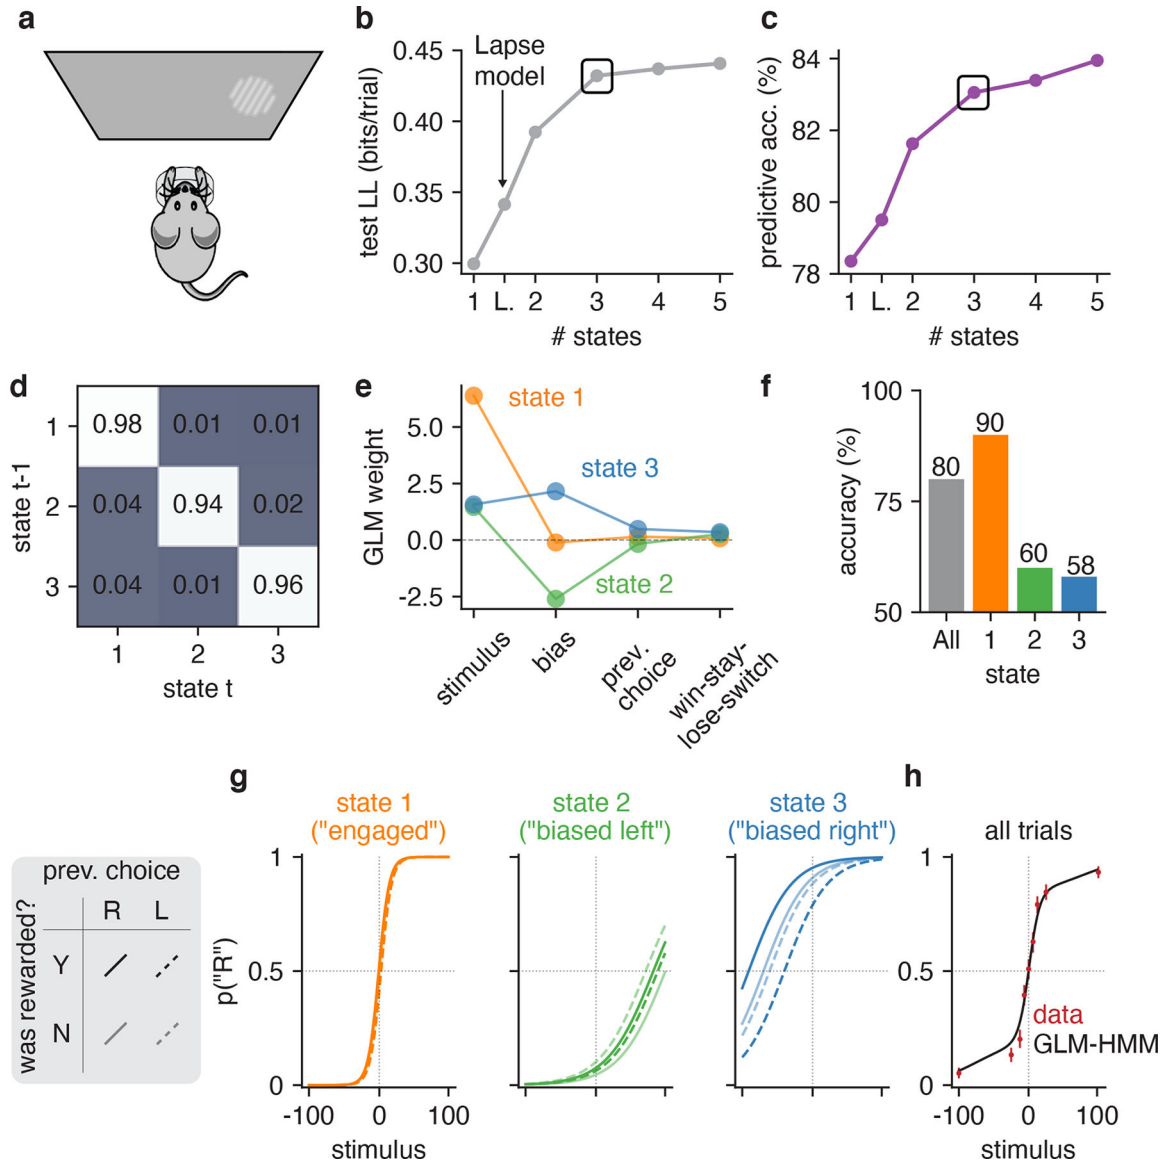 a
b
c
Lapse
model
0.45
0.40
0.35
0.30
test LL (bits/trial)
1 L. 2 3 4 5
# states
84
82
80
78
predictive acc. (%)
1 L. 2 3 4 5
# states
d
state t-1
1 0.98 0.01 0.01
2 0.04 0.94 0.02
3 0.04 0.01 0.96
1 2 3
state t
e
GLM weight
5.0
2.5
0.0
-2.5
state 1
state 3
state 2
stimulus
bias
prev.
choice
win-stay-
lose-switch
f
accuracy (%)
100
75
50
80
90
60
58
All 1 2 3
state
prev. choice
was rewarded?
R L
Y
N
g
state 1
("engaged")
state 2
("biased left")
state 3
("biased right")
p("R")
1
0.5
0
-100 0 100
stimulus
h
all trials
1
0.5
0
data
GLM-HMM
-100 0 100
stimulus